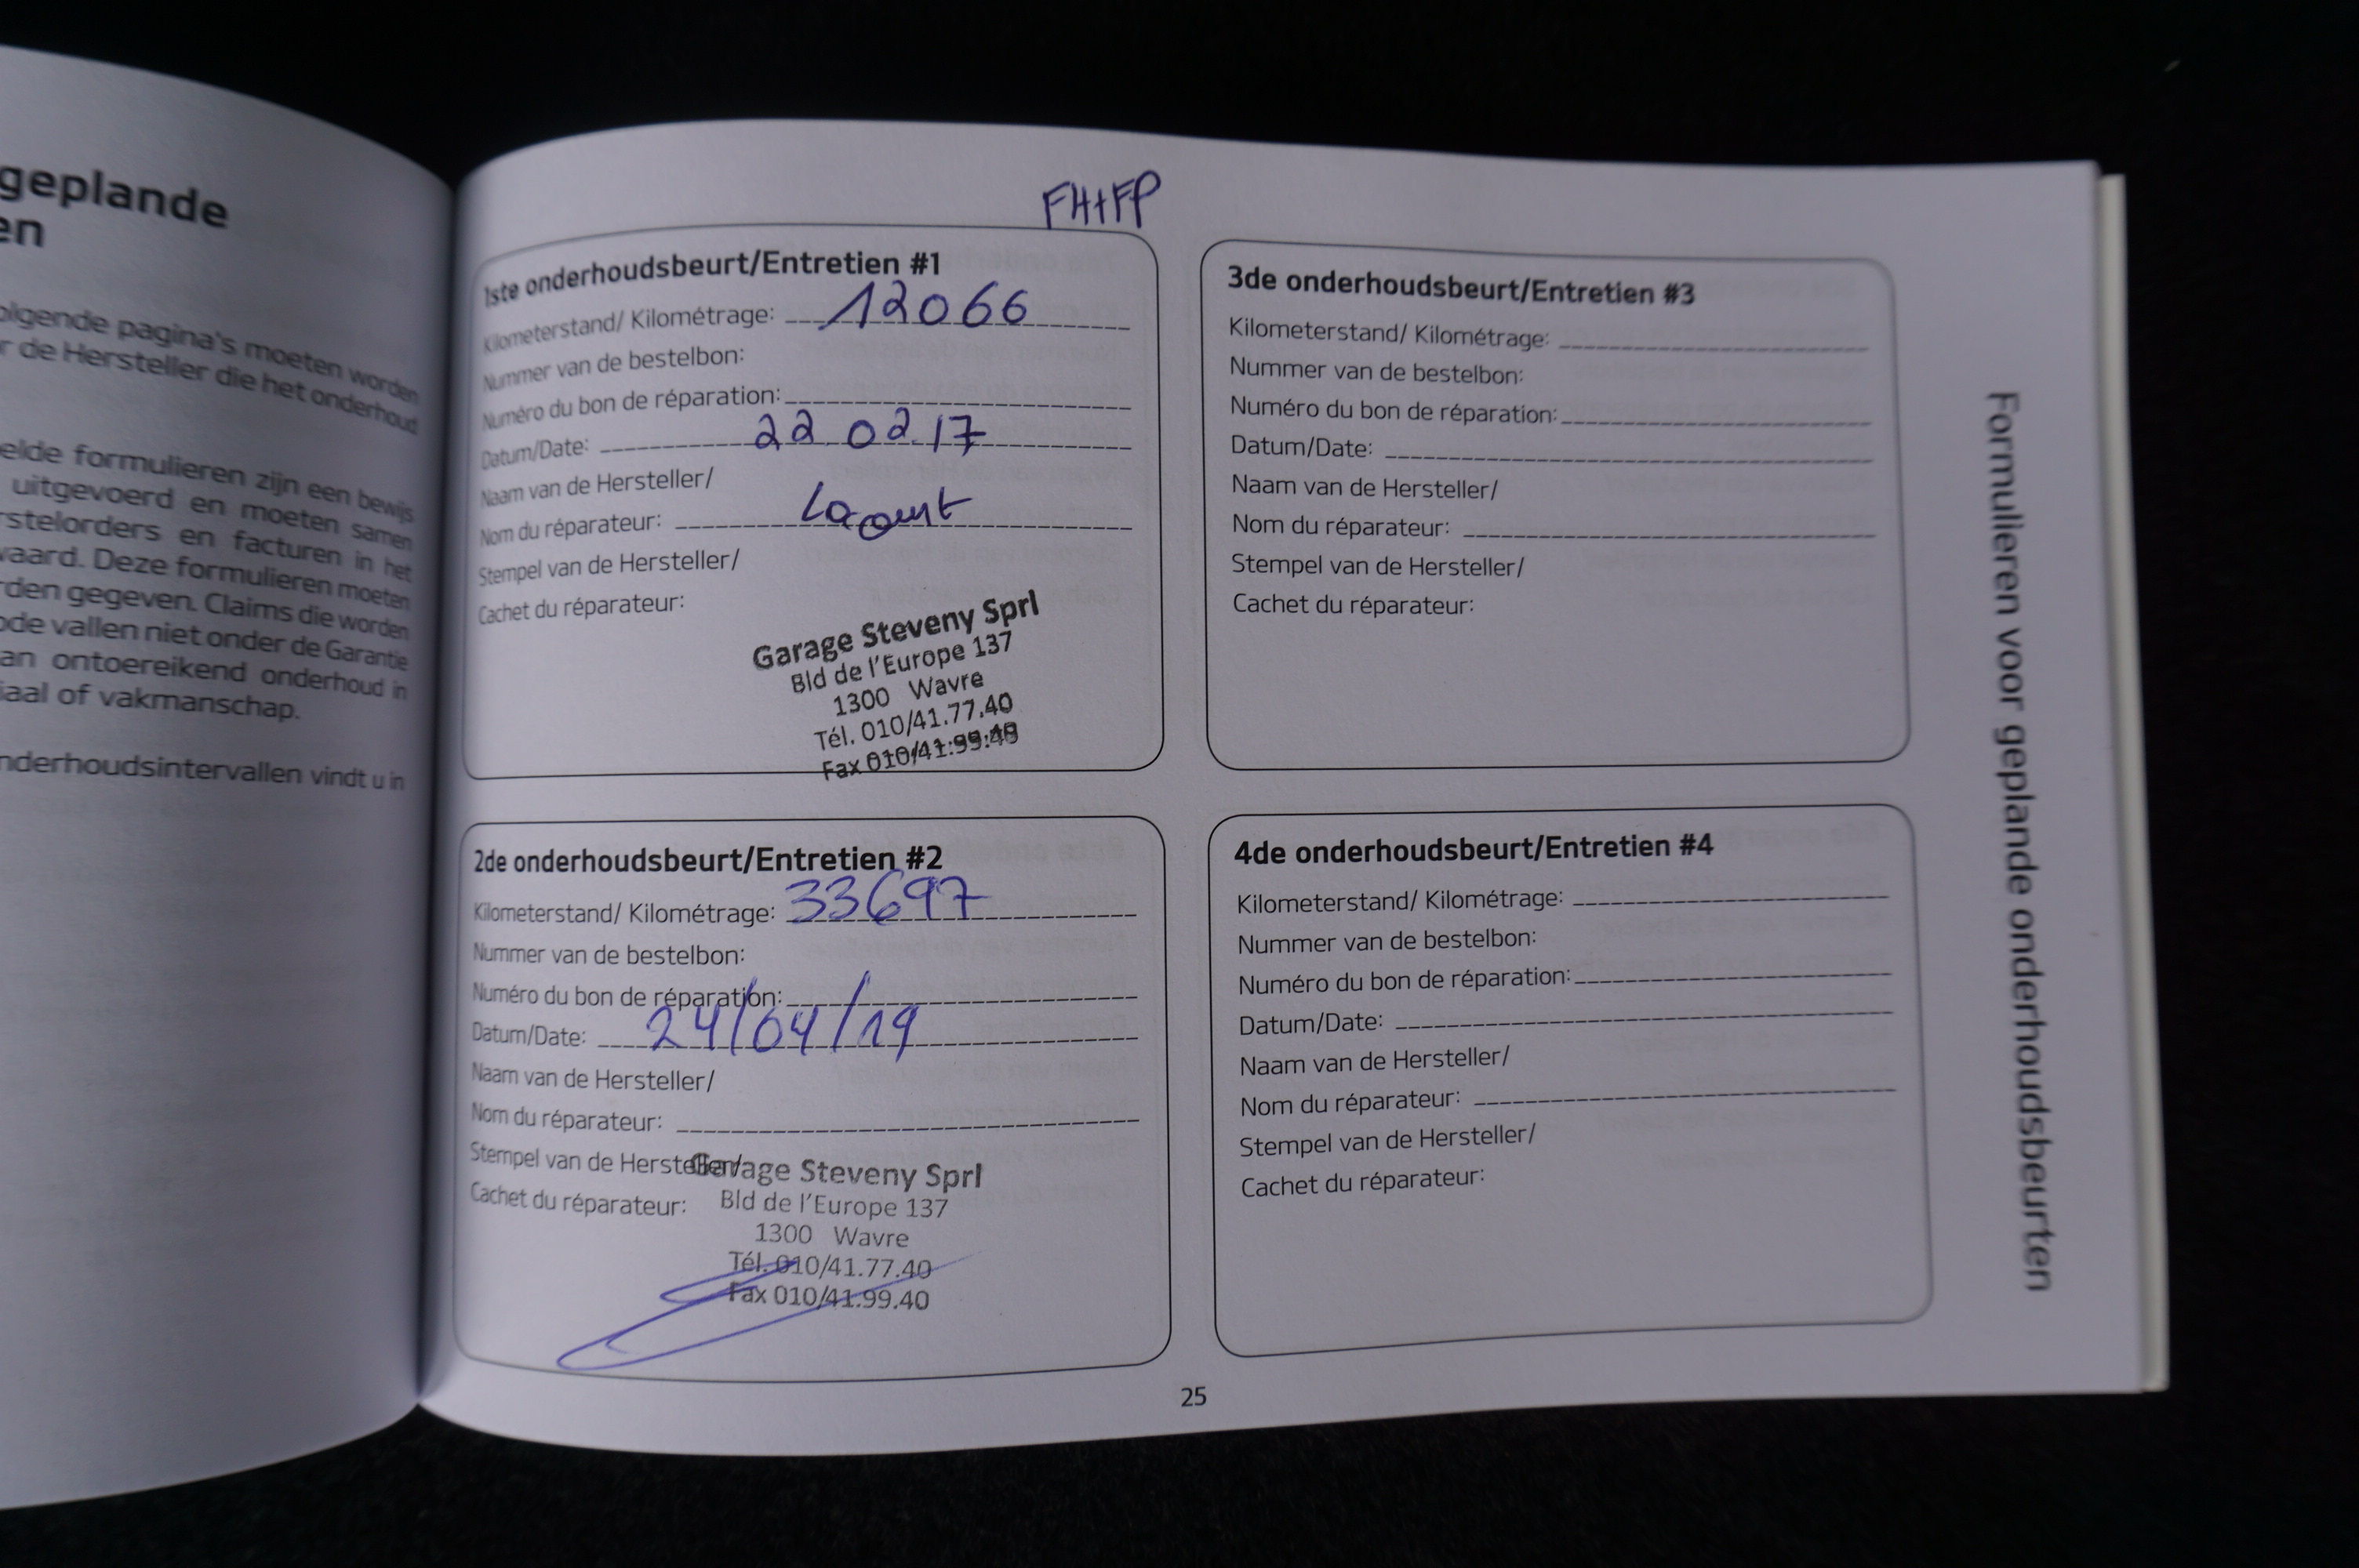 geplande
en
olgende pagina's moeten worden
r de Hersteller die het onderhoud
elde formulieren zijn een bewijs
uitgevoerd en moeten samen
rstelorders en facturen in het
vaard. Deze formulieren moeten
rden gegeven. Claims die worden
ode vallen niet onder de Garantie
an ontoereikend onderhoud in
iaal of vakmanschap.
nderhoudsintervallen vindt u in
FH+FP
1ste onderhoudsbeurt/Entretien #1
Kilometerstand/ Kilométrage: 12066
Nummer van de bestelbon:
Numéro du bon de réparation:
Datum/Date: 22.02.17
Naam van de Hersteller/
Nom du réparateur:
Stempel van de Hersteller/
Cachet du réparateur:
Garage Steveny Sprl
Bld de l'Europe 137
1300 Wavre
Tél. 010/41.77.40
Fax 010/41.99.40
2de onderhoudsbeurt/Entretien #2
Kilometerstand/ Kilométrage: 33697
Nummer van de bestelbon:
Numéro du bon de réparation:
Datum/Date: 24/04/19
Naam van de Hersteller/
Nom du réparateur:
Stempel van de Hersteller/
Cachet du réparateur:
Garage Steveny Sprl
Bld de l'Europe 137
1300 Wavre
Tél. 010/41.77.40
Fax 010/41.99.40
3de onderhoudsbeurt/Entretien #3
Kilometerstand/ Kilométrage:
Nummer van de bestelbon:
Numéro du bon de réparation:
Datum/Date:
Naam van de Hersteller/
Nom du réparateur:
Stempel van de Hersteller/
Cachet du réparateur:
4de onderhoudsbeurt/Entretien #4
Kilometerstand/ Kilométrage:
Nummer van de bestelbon:
Numéro du bon de réparation:
Datum/Date:
Naam van de Hersteller/
Nom du réparateur:
Stempel van de Hersteller/
Cachet du réparateur:
Formulieren voor geplande onderhoudsbeurten
25